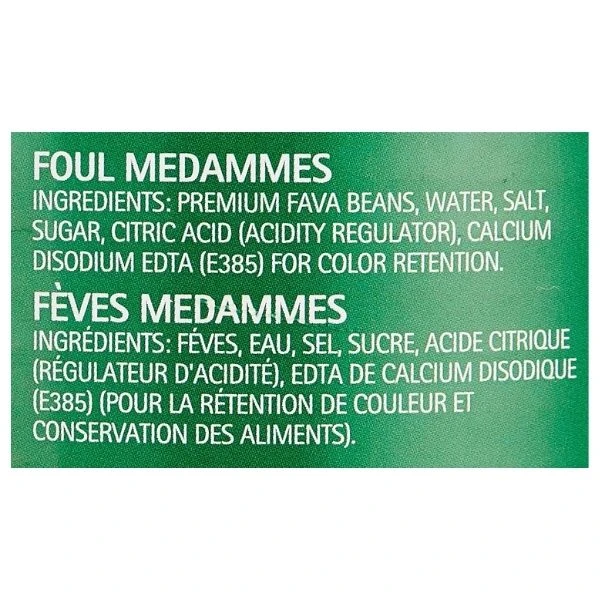 FOUL MEDAMMES
INGREDIENTS: PREMIUM FAVA BEANS, WATER, SALT,
SUGAR, CITRIC ACID (ACIDITY REGULATOR), CALCIUM
DISODIUM EDTA (E385) FOR COLOR RETENTION.
FÈVES MEDAMMES
INGRÉDIENTS: FÉVES, EAU, SEL, SUCRE, ACIDE CITRIQUE
(RÉGULATEUR D'ACIDITÉ), EDTA DE CALCIUM DISODIQUE
(E385) (POUR LA RÉTENTION DE COULEUR ET
CONSERVATION DES ALIMENTS).